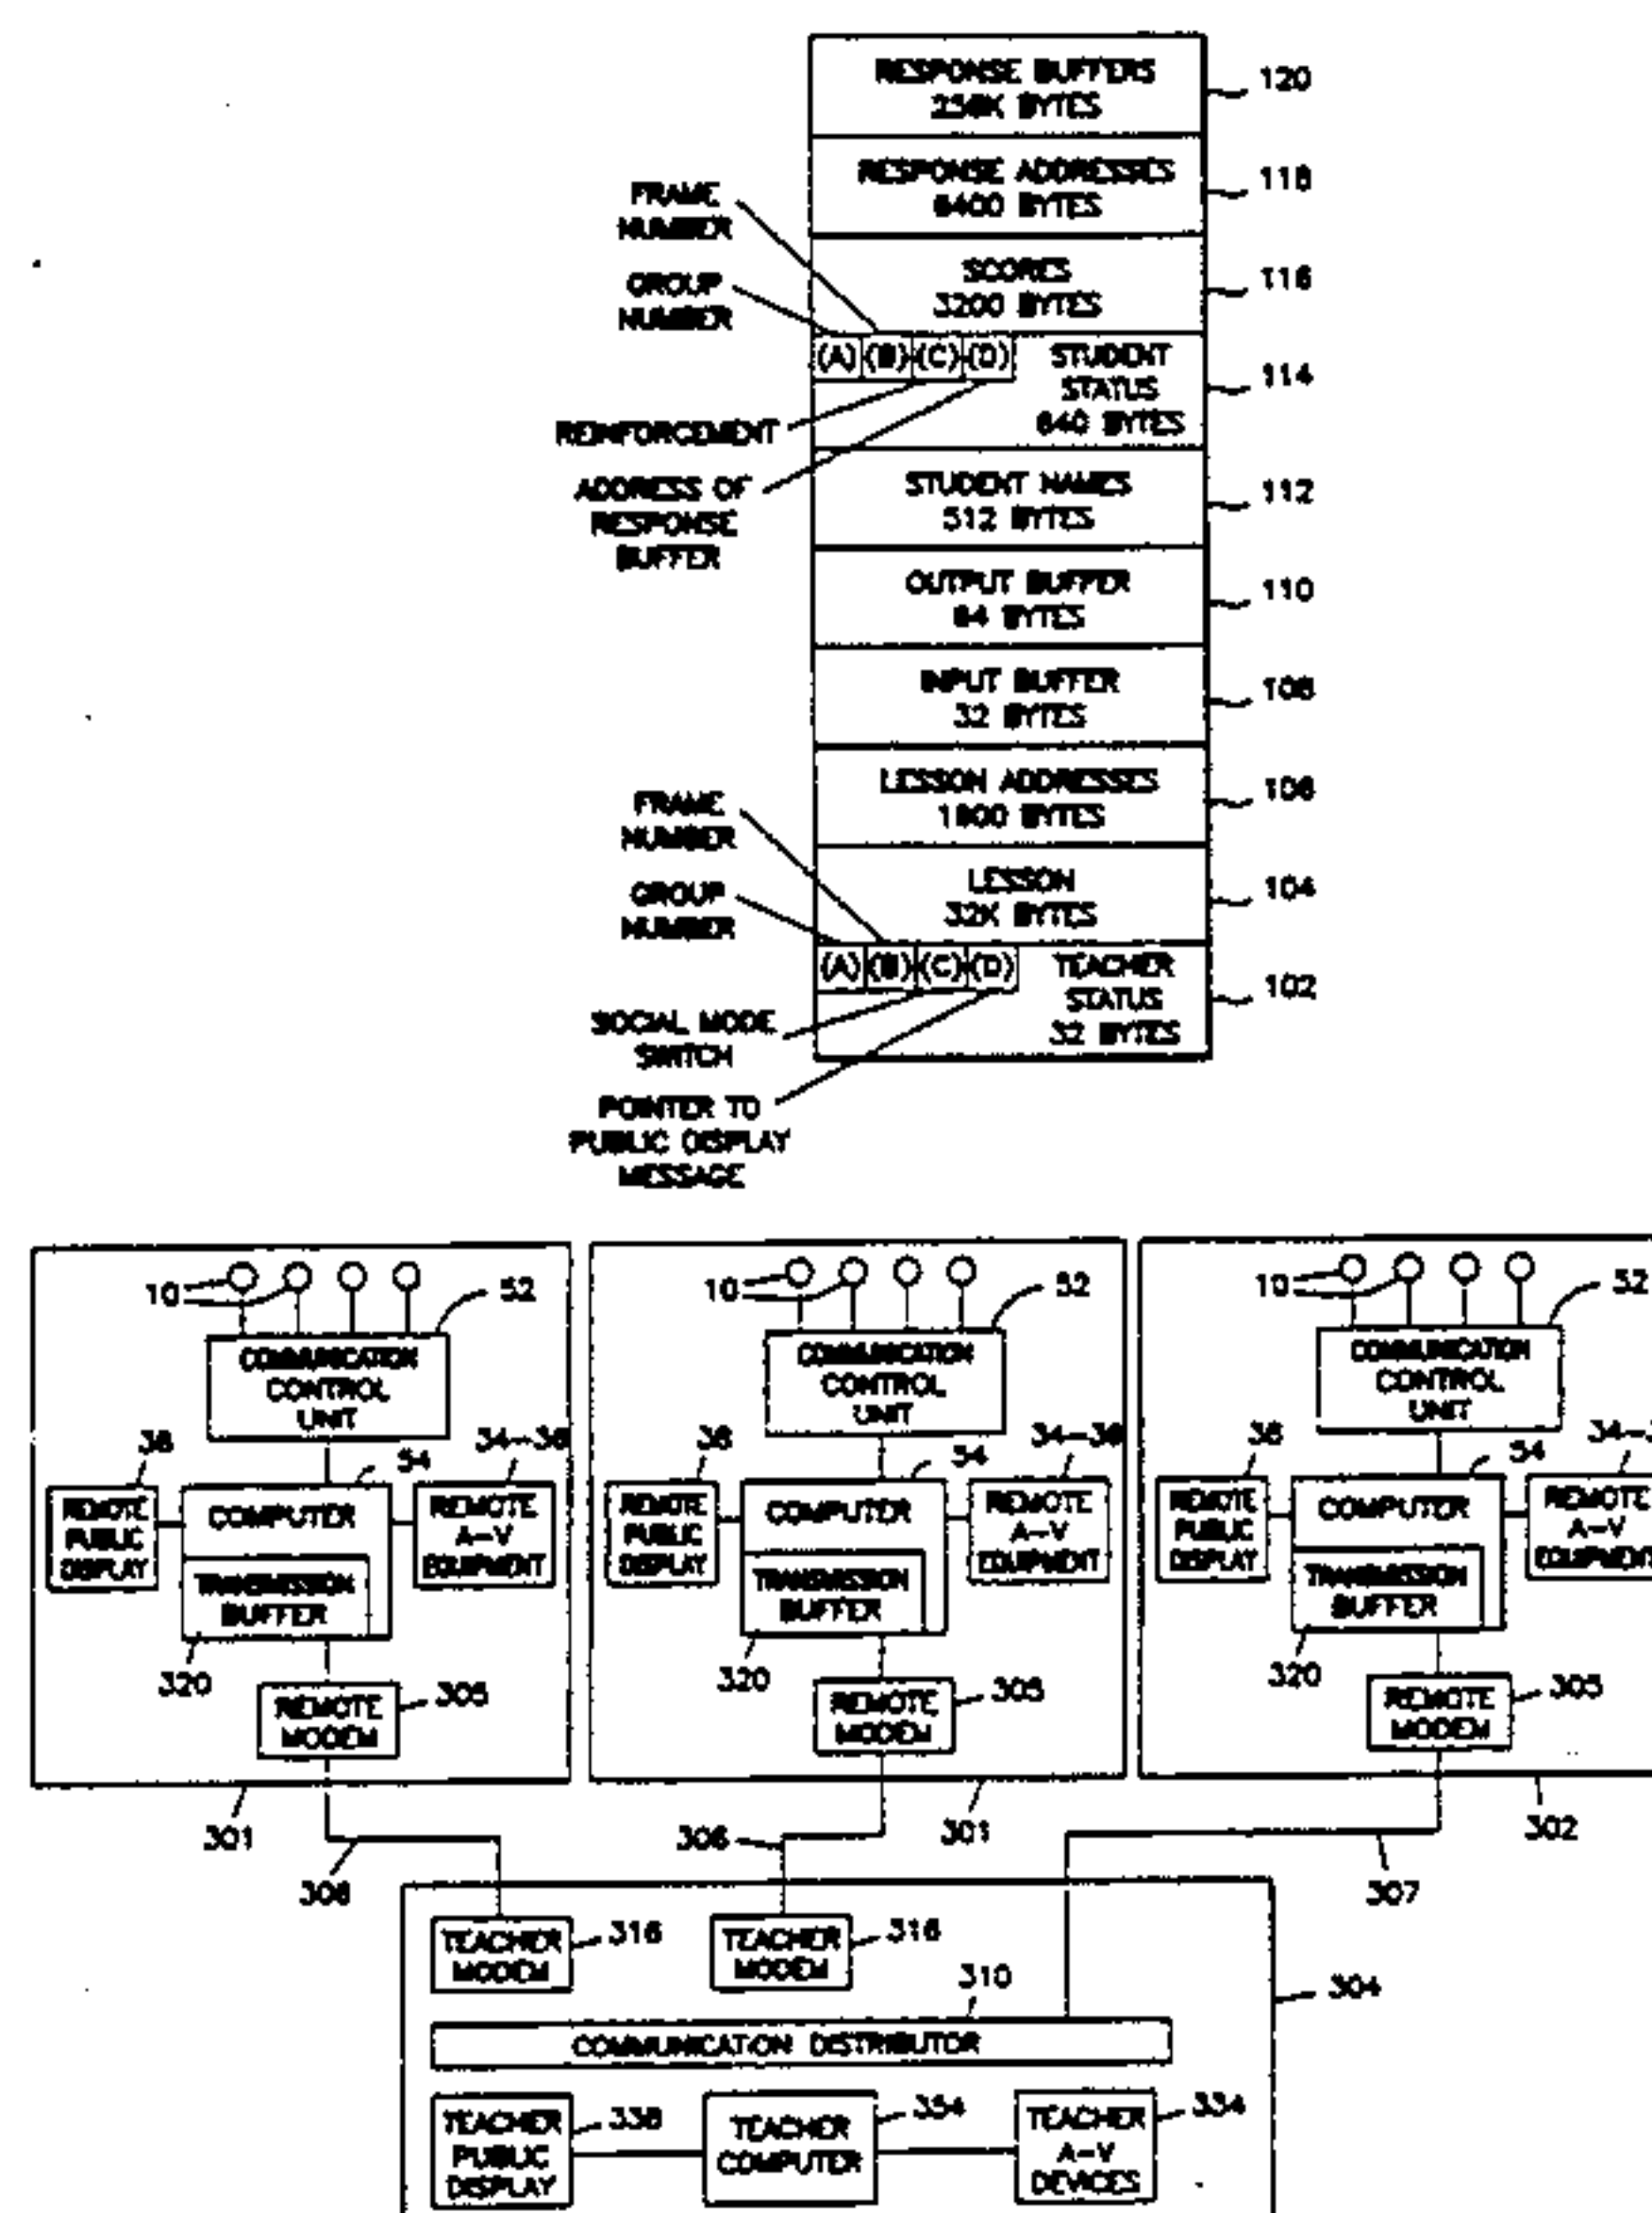 RESPONSE BUFFERS
256K BYTES
120
RESPONSE ADDRESSES
6400 BYTES
118
FRAME
NUMBER
SCORES
3200 BYTES
116
GROUP
NUMBER
(A) (B) (C) (D)
STUDENT
STATUS
640 BYTES
114
REINFORCEMENT
ADDRESS OF
RESPONSE
BUFFER
STUDENT NAMES
512 BYTES
112
OUTPUT BUFFER
64 BYTES
110
INPUT BUFFER
32 BYTES
108
LESSON ADDRESSES
1800 BYTES
106
FRAME
NUMBER
LESSON
32K BYTES
104
GROUP
NUMBER
(A) (B) (C) (D)
TEACHER
STATUS
32 BYTES
102
SOCIAL MODE
SWITCH
POINTER TO
PUBLIC DISPLAY
MESSAGE
10
52
COMMUNICATION
CONTROL
UNIT
38
54
34-36
REMOTE
PUBLIC
DISPLAY
COMPUTER
REMOTE
A-V
EQUIPMENT
TRANSMISSION
BUFFER
320
REMOTE
MODEM
305
301
306
10
52
COMMUNICATION
CONTROL
UNIT
38
54
34-36
REMOTE
PUBLIC
DISPLAY
COMPUTER
REMOTE
A-V
EQUIPMENT
TRANSMISSION
BUFFER
320
REMOTE
MODEM
305
301
306
10
52
COMMUNICATION
CONTROL
UNIT
38
54
REMOTE
PUBLIC
DISPLAY
COMPUTER
REMOTE
A-V
EQUIPMENT
TRANSMISSION
BUFFER
320
REMOTE
MODEM
305
302
307
TEACHER
MODEM
316
TEACHER
MODEM
316
310
304
COMMUNICATION DISTRIBUTOR
TEACHER
PUBLIC
DISPLAY
338
TEACHER
COMPUTER
354
TEACHER
A-V
DEVICES
334